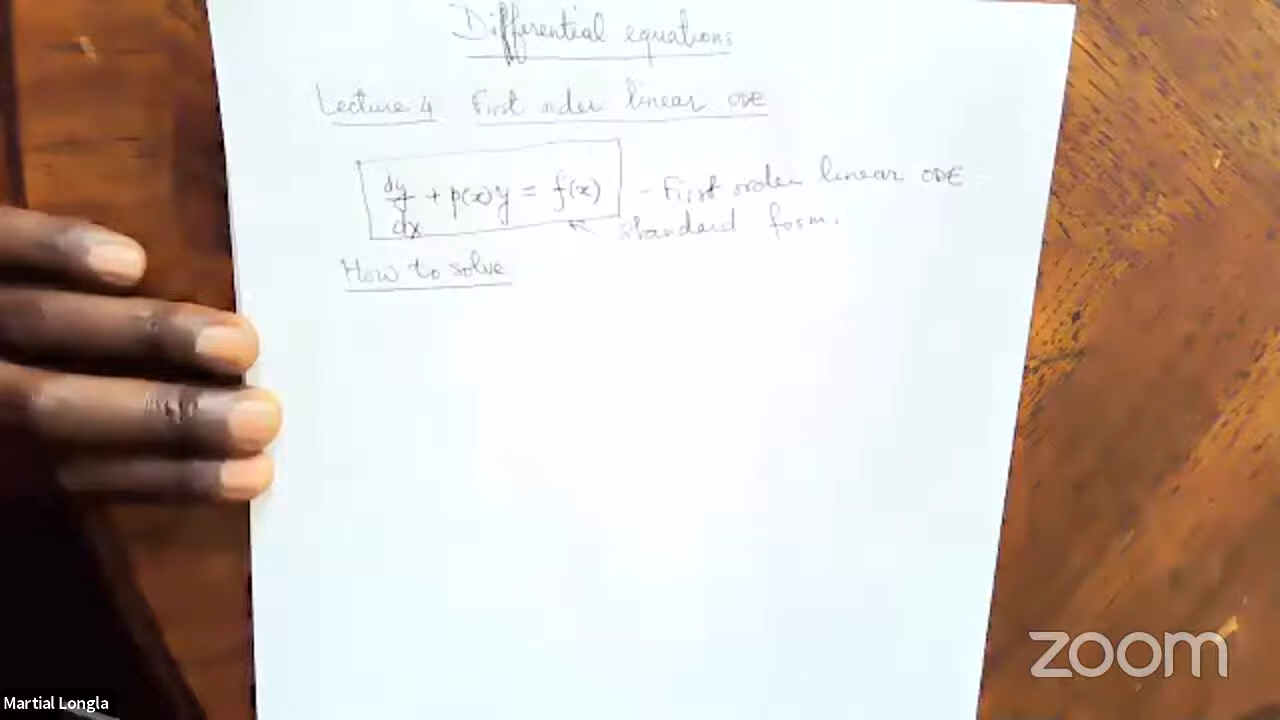 Differential equations
Lecture 4 First order linear ODE
dy/dx + p(x)y = f(x) - First order linear ODE
standard form.
How to solve
zoom
Martial Longla